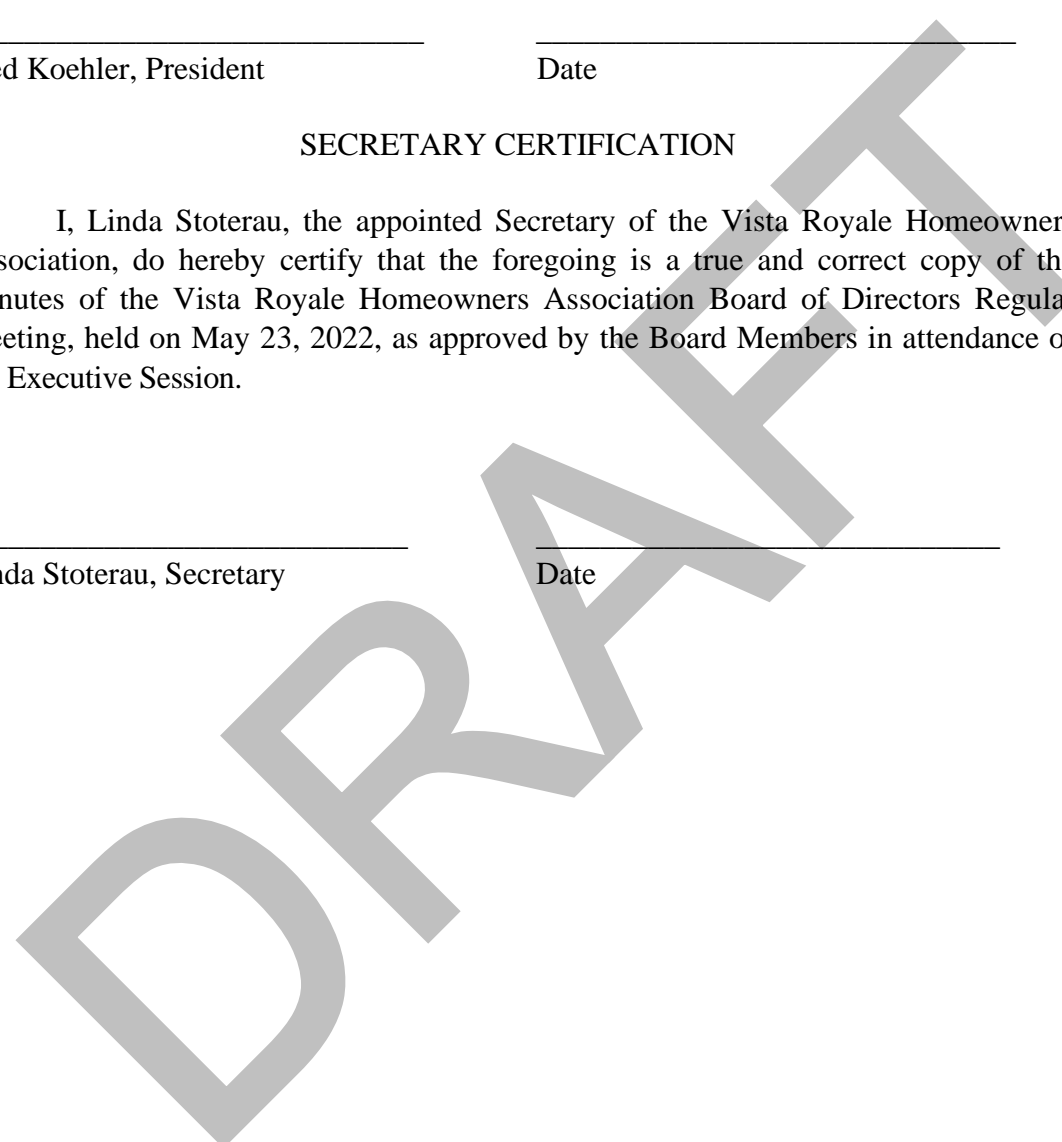 ed Koehler, President Date
SECRETARY CERTIFICATION
I, Linda Stoterau, the appointed Secretary of the Vista Royale Homeowner
sociation, do hereby certify that the foregoing is a true and correct copy of th
nutes of the Vista Royale Homeowners Association Board of Directors Regula
eeting, held on May 23, 2022, as approved by the Board Members in attendance o
Executive Session.
nda Stoterau, Secretary Date
DRAFT